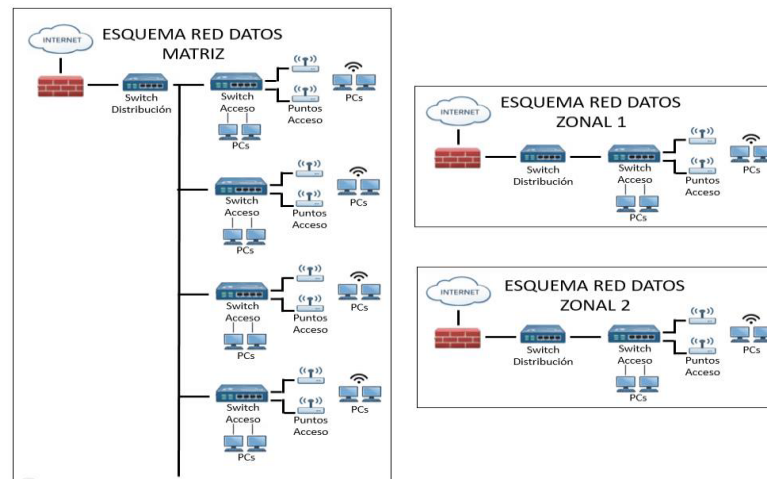 ESQUEMA RED DATOS
MATRIZ
INTERNET
Switch
Distribución
Switch
Acceso
PCs
Puntos
Acceso
PCs
Switch
Acceso
PCs
Puntos
Acceso
PCs
Switch
Acceso
PCs
Puntos
Acceso
PCs
Switch
Acceso
PCs
Puntos
Acceso
PCs
ESQUEMA RED DATOS
ZONAL 1
INTERNET
Switch
Distribución
Switch
Acceso
PCs
Puntos
Acceso
PCs
ESQUEMA RED DATOS
ZONAL 2
INTERNET
Switch
Distribución
Switch
Acceso
PCs
Puntos
Acceso
PCs